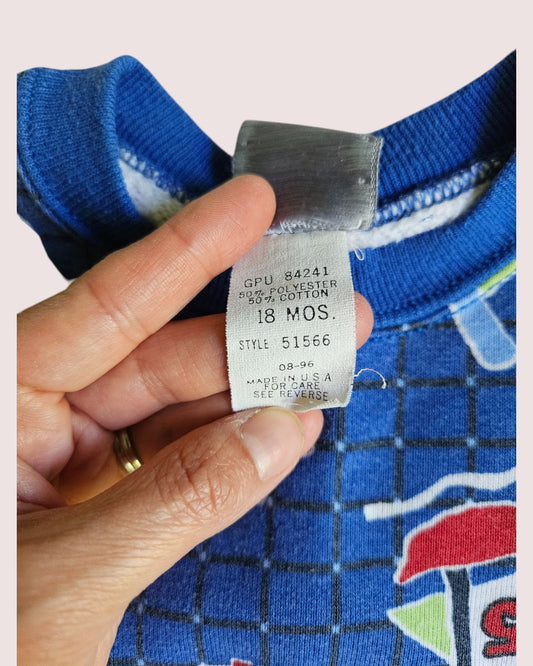 GPU 84241
50% POLYESTER
50% COTTON
18 MOS.
STYLE 51566
08-96
MADE IN U S A
FOR CARE
SEE REVERSE